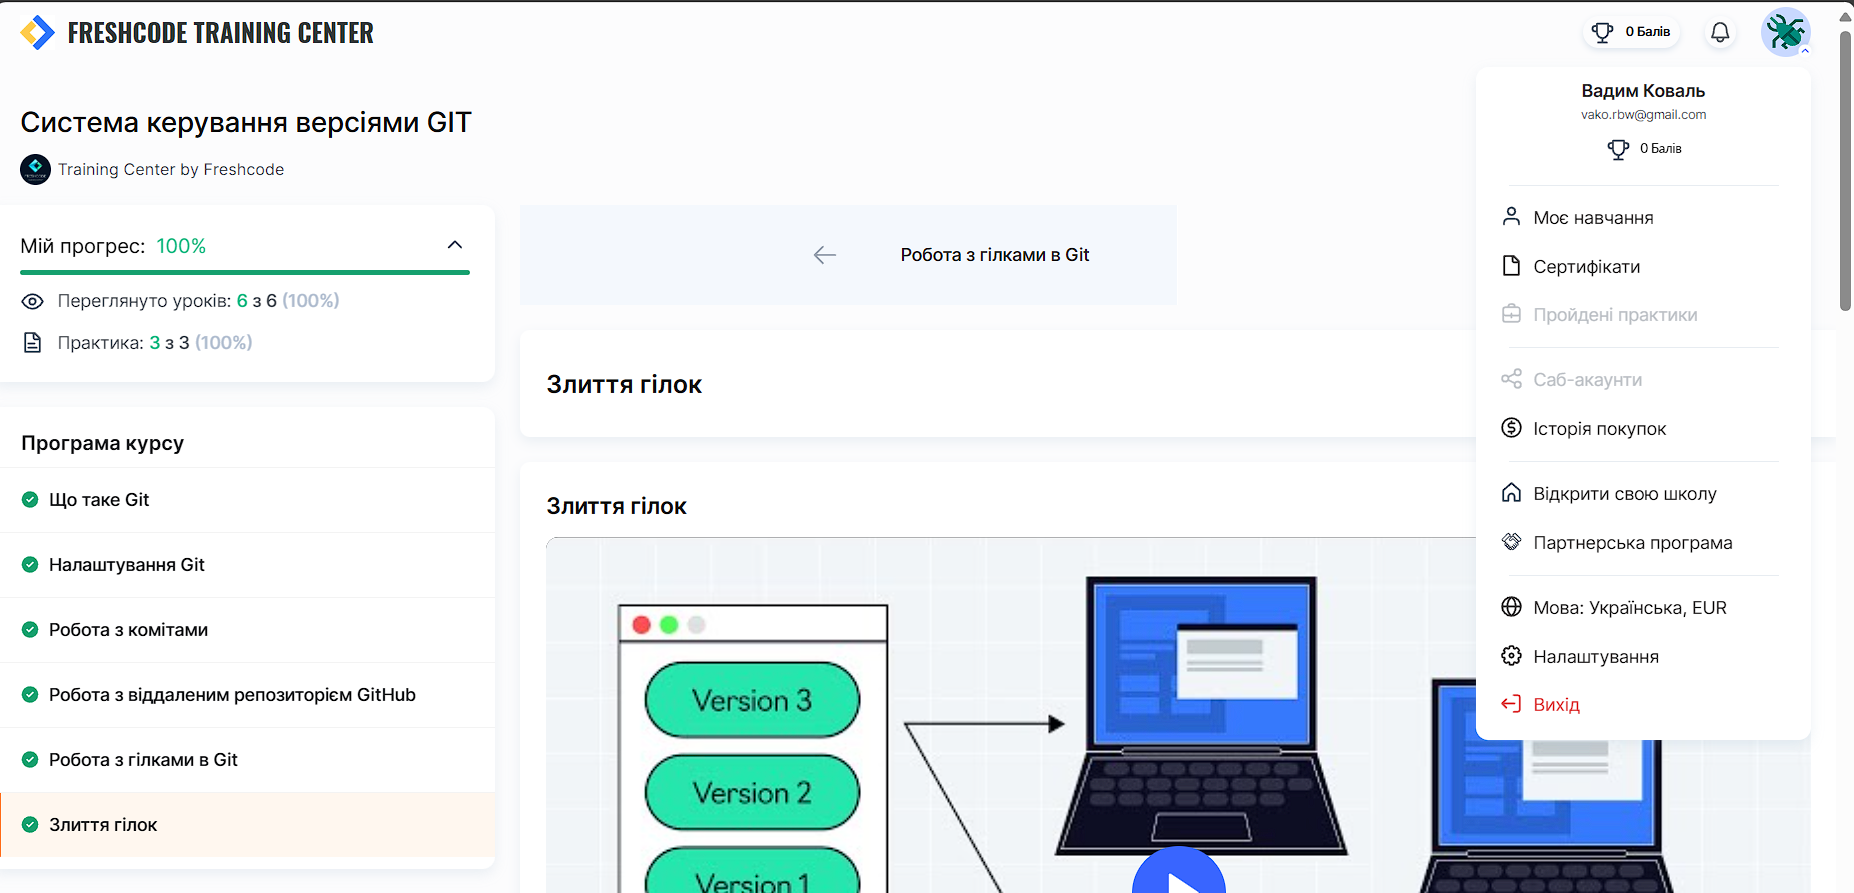 FRESHCODE TRAINING CENTER
0 Балів
Вадим Коваль
vako.rbw@gmail.com
0 Балів
Моє навчання
Сертифікати
Пройдені практики
Саб-акаунти
Історія покупок
Відкрити свою школу
Партнерська програма
Мова: Українська, EUR
Налаштування
Вихід
Система керування версіями GIT
Training Center by Freshcode
Мій прогрес: 100%
Переглянуто уроків: 6 з 6 (100%)
Практика: 3 з 3 (100%)
Програма курсу
Що таке Git
Налаштування Git
Робота з комітами
Робота з віддаленим репозиторієм GitHub
Робота з гілками в Git
Злиття гілок
Робота з гілками в Git
Злиття гілок
Злиття гілок
Version 3
Version 2
Version 1